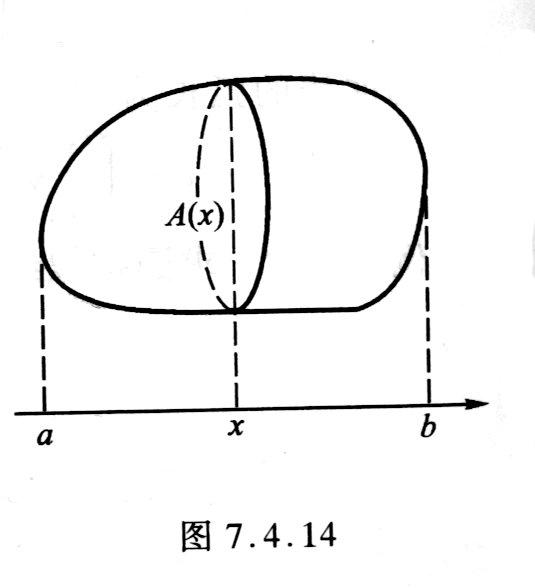 A(x)
a x b
图 7.4.14